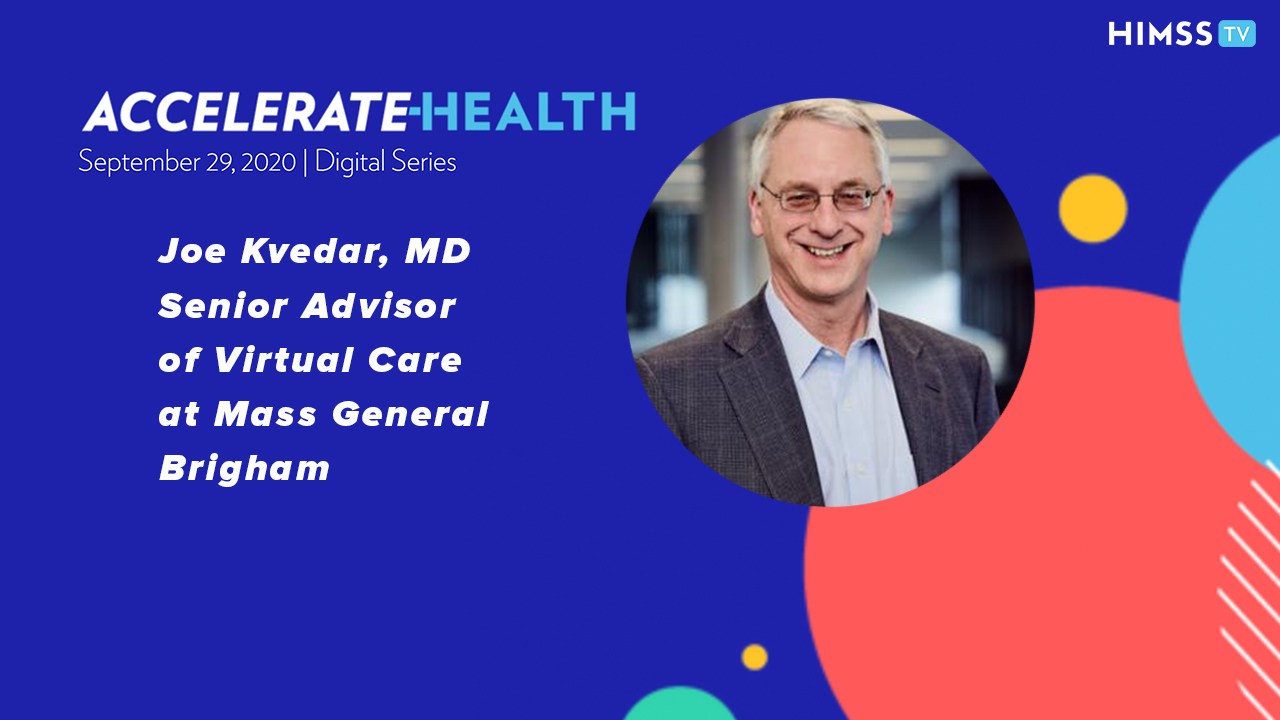 HIMSS TV
ACCELERATE HEALTH
September 29, 2020 | Digital Series
Joe Kvedar, MD
Senior Advisor
of Virtual Care
at Mass General
Brigham